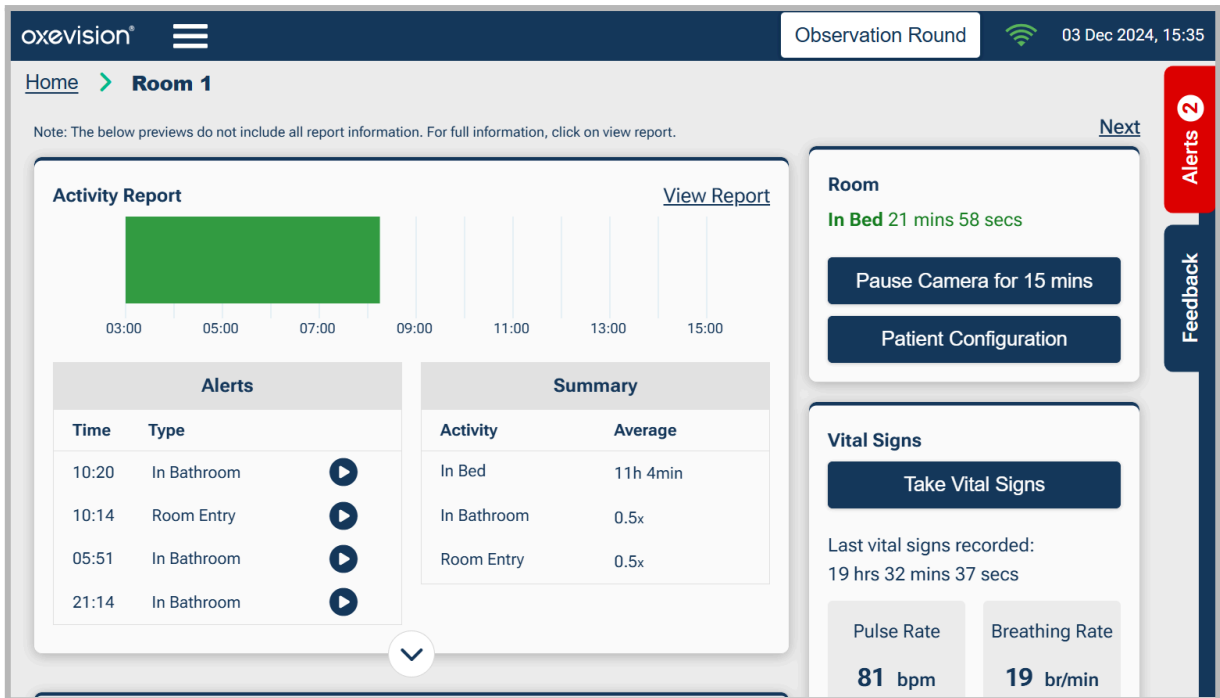 oxevision®
Observation Round
03 Dec 2024, 15:35
Home > Room 1
Note: The below previews do not include all report information. For full information, click on view report.
Next
Alerts 2
Feedback
Activity Report
View Report
03:00 05:00 07:00 09:00 11:00 13:00 15:00
Alerts
Time Type
10:20 In Bathroom
10:14 Room Entry
05:51 In Bathroom
21:14 In Bathroom
Summary
Activity Average
In Bed 11h 4min
In Bathroom 0.5x
Room Entry 0.5x
Room
In Bed 21 mins 58 secs
Pause Camera for 15 mins
Patient Configuration
Vital Signs
Take Vital Signs
Last vital signs recorded:
19 hrs 32 mins 37 secs
Pulse Rate
81 bpm
Breathing Rate
19 br/min